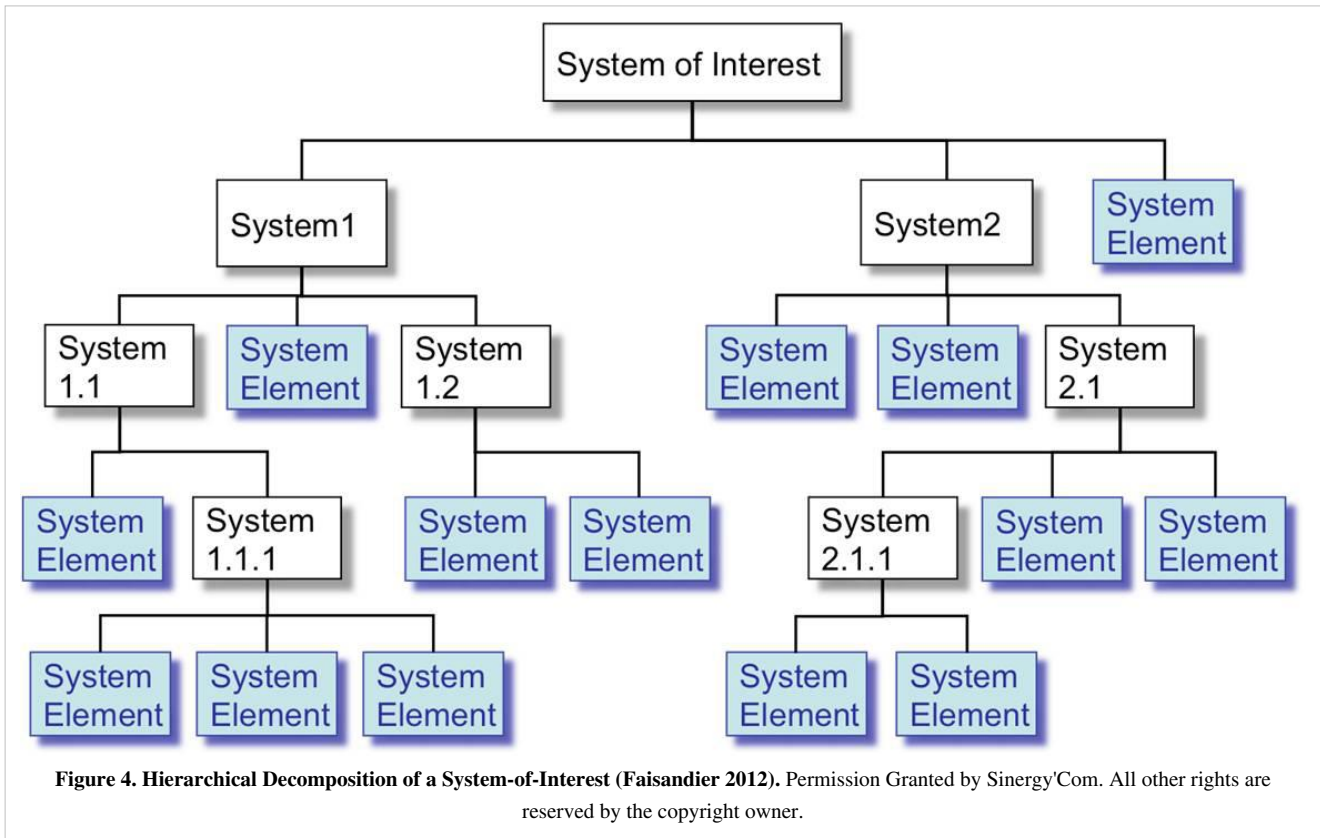 System of Interest
System1
System2
System
Element
System
1.1
System
Element
System
1.2
System
Element
System
Element
System
2.1
System
Element
System
1.1.1
System
Element
System
Element
System
2.1.1
System
Element
System
Element
System
Element
System
Element
System
Element
System
Element
System
Element
Figure 4. Hierarchical Decomposition of a System-of-Interest (Faisandier 2012). Permission Granted by Sinergy'Com. All other rights are
reserved by the copyright owner.